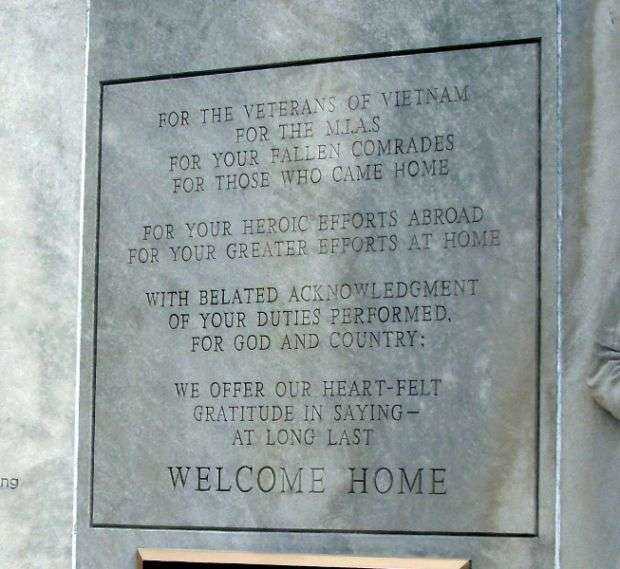 FOR THE VETERANS OF VIETNAM
FOR THE M.I.A.S
FOR YOUR FALLEN COMRADES
FOR THOSE WHO CAME HOME
FOR YOUR HEROIC EFFORTS ABROAD
FOR YOUR GREATER EFFORTS AT HOME
WITH BELATED ACKNOWLEDGMENT
OF YOUR DUTIES PERFORMED,
FOR GOD AND COUNTRY:
WE OFFER OUR HEART-FELT
GRATITUDE IN SAYING—
AT LONG LAST
WELCOME HOME
ng